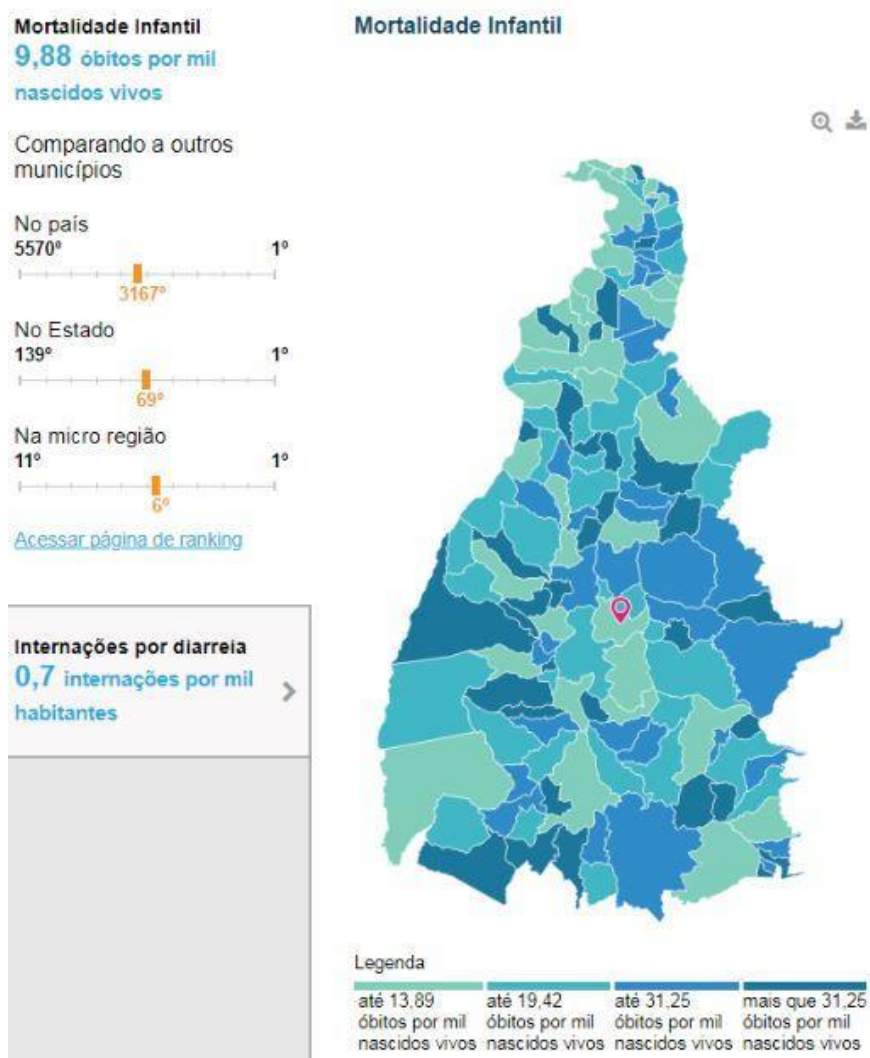 Mortalidade Infantil
9,88 óbitos por mil
nascidos vivos
Comparando a outros
municípios
No país
5570º 1º
3167º
No Estado
139º 1º
69º
Na micro região
11º 1º
6º
Acessar página de ranking
Internações por diarreia
0,7 internações por mil
habitantes
Mortalidade Infantil
Legenda
até 13,89 até 19,42 até 31,25 mais que 31,25
óbitos por mil óbitos por mil óbitos por mil óbitos por mil
nascidos vivos nascidos vivos nascidos vivos nascidos vivos